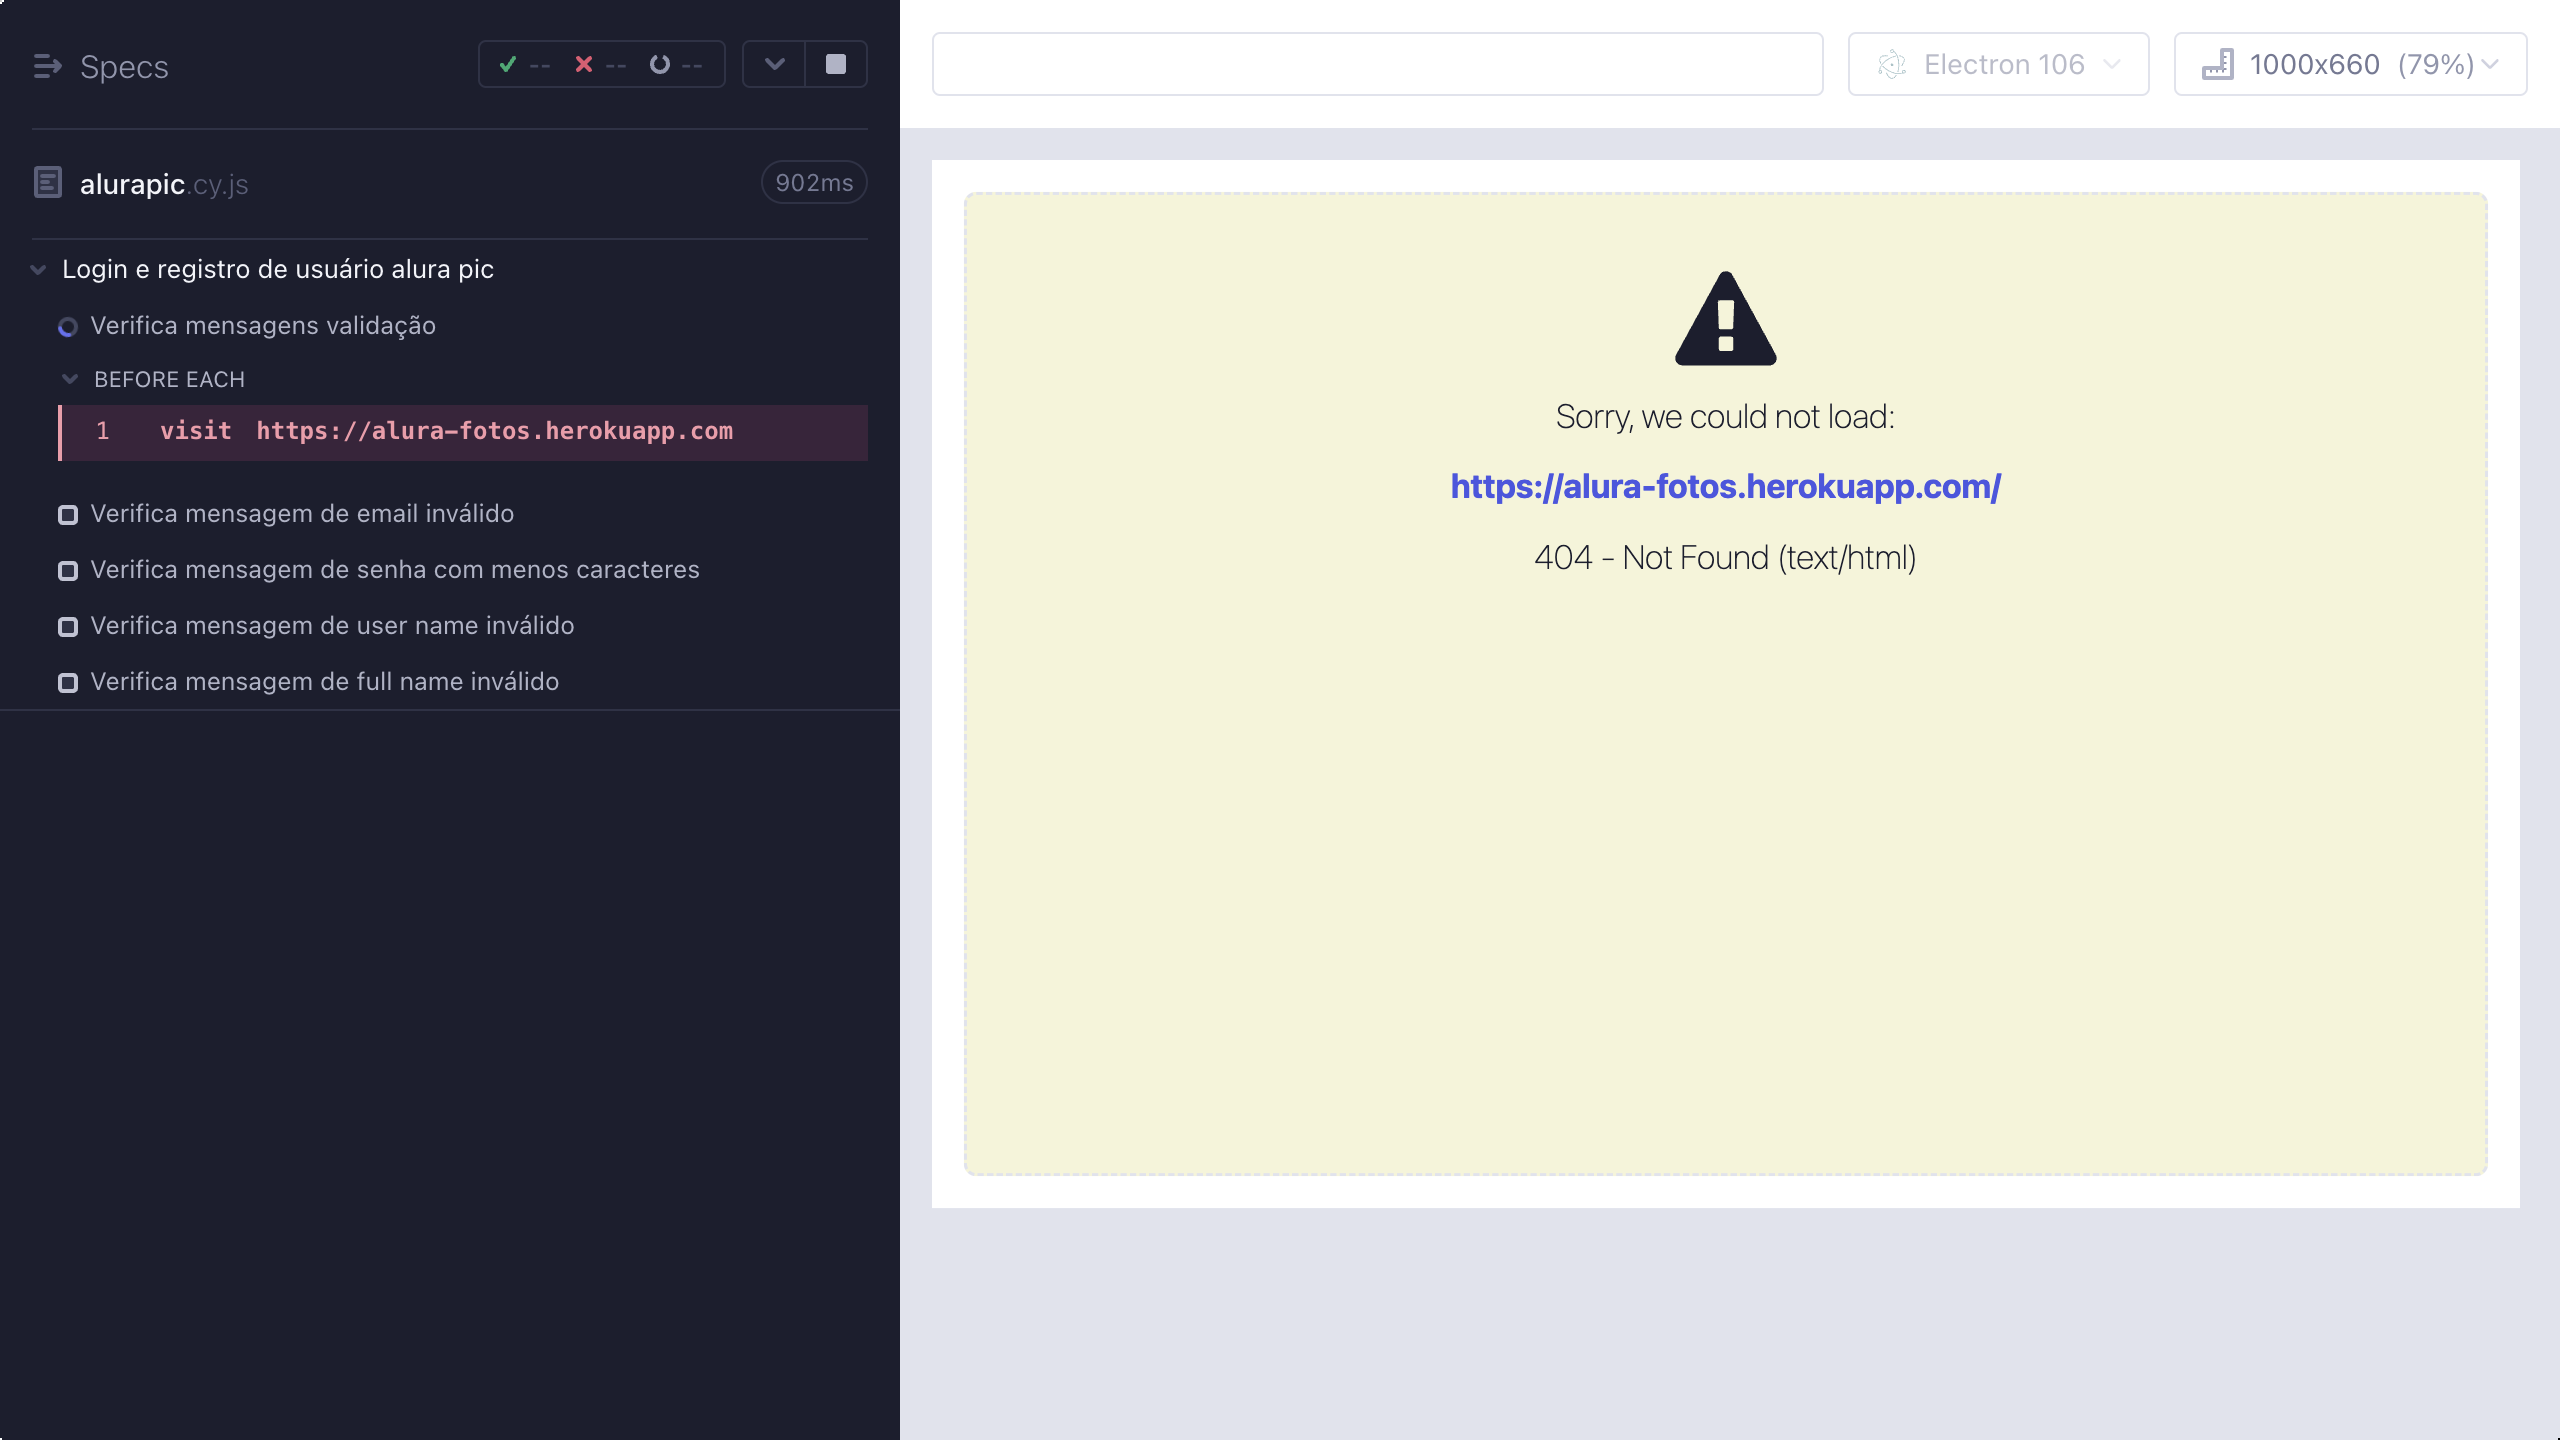 Specs
-- -- --
alurapic.cy.js
902ms
Login e registro de usuário alura pic
Verifica mensagens validação
BEFORE EACH
1 visit https://alura-fotos.herokuapp.com
Verifica mensagem de email inválido
Verifica mensagem de senha com menos caracteres
Verifica mensagem de user name inválido
Verifica mensagem de full name inválido
Electron 106
1000x660 (79%)
Sorry, we could not load:
https://alura-fotos.herokuapp.com/
404 - Not Found (text/html)